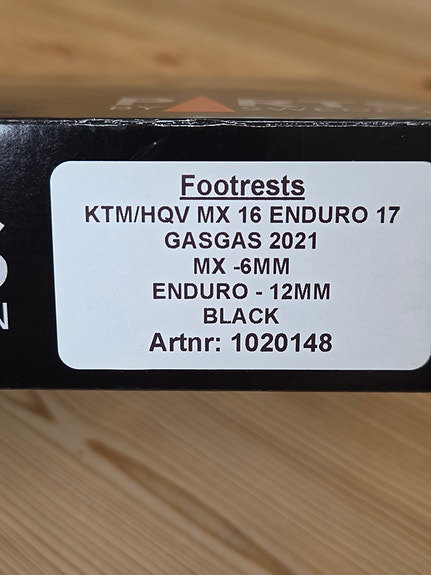 Footrests
KTM/HQV MX 16 ENDURO 17
GASGAS 2021
MX -6MM
ENDURO - 12MM
BLACK
Artnr: 1020148
S
N